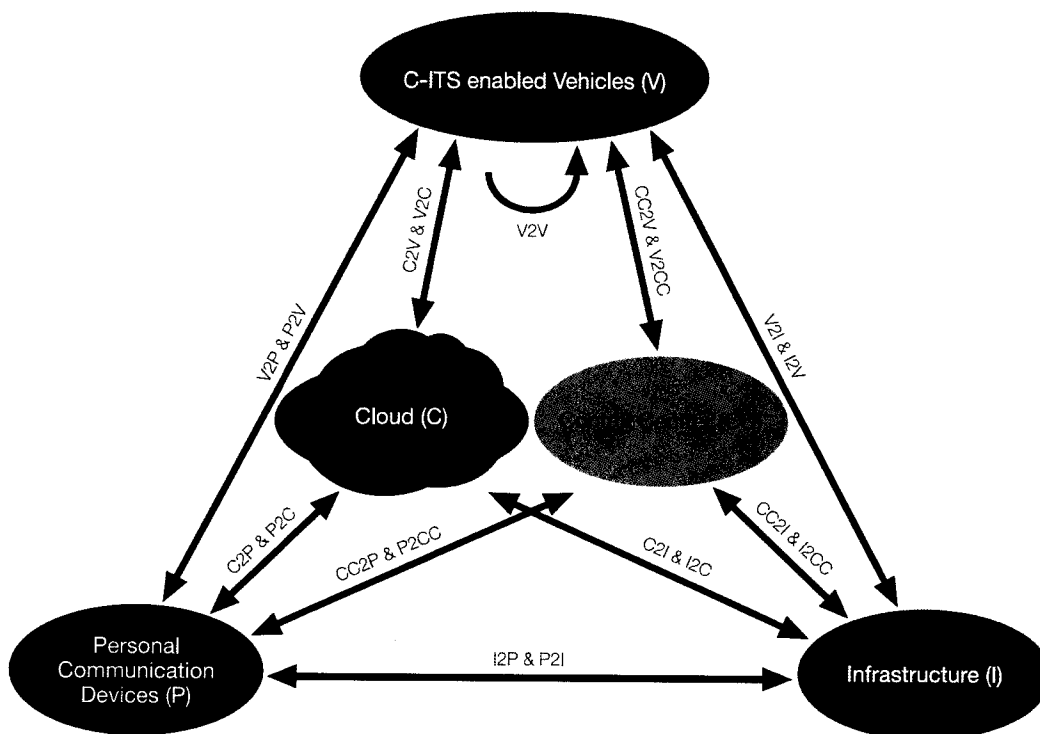 C-ITS enabled Vehicles (V)
C2V & V2C
V2V
CC2V & V2CC
V2P & P2V
V2I & I2V
Cloud (C)
C2P & P2C
CC2P & P2CC
C2I & I2C
CC2I & I2CC
Personal
Communication
Devices (P)
I2P & P2I
Infrastructure (I)